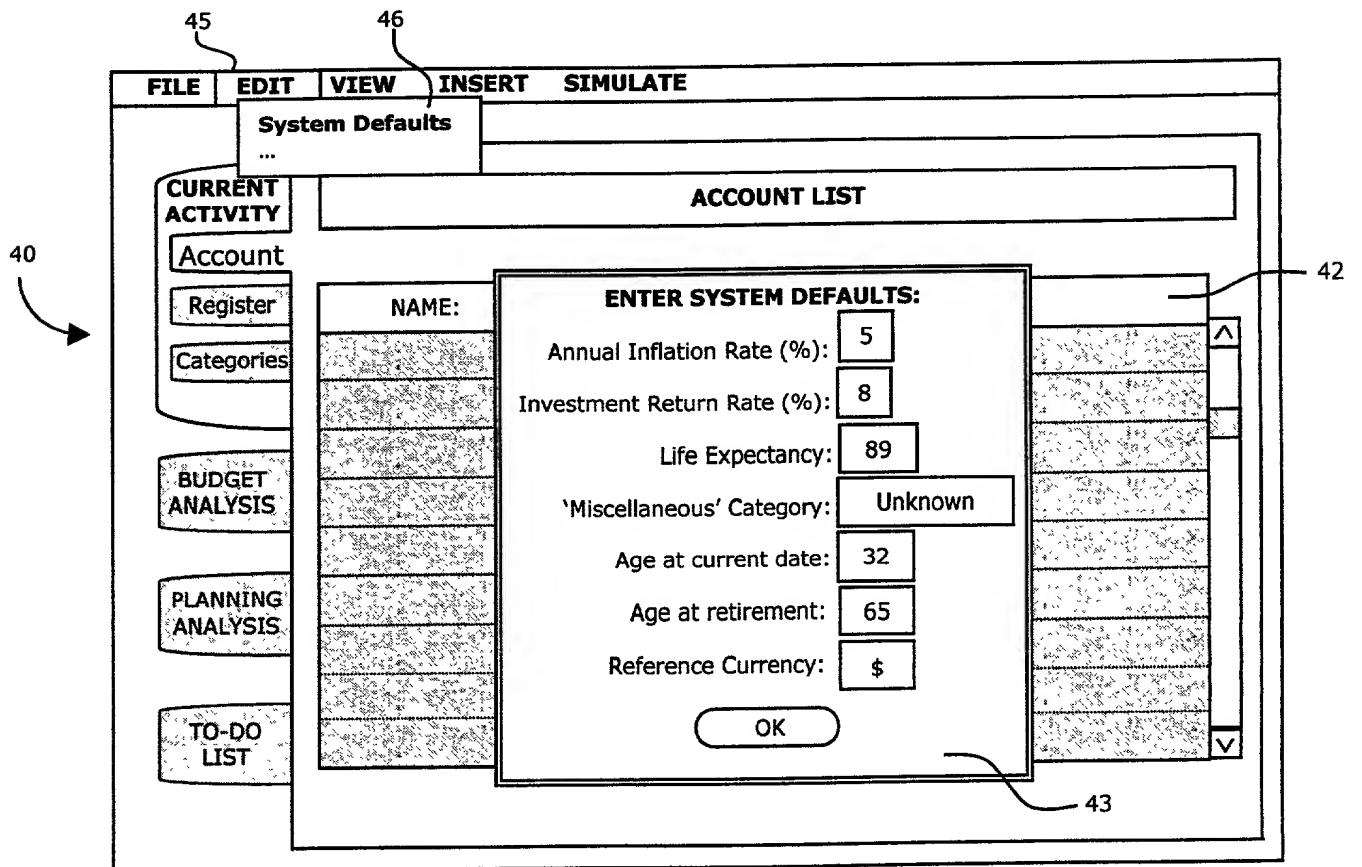 45
46
FILE EDIT VIEW INSERT SIMULATE
System Defaults
...
CURRENT
ACTIVITY
ACCOUNT LIST
Account
40
42
Register
NAME:
Categories
ENTER SYSTEM DEFAULTS:
Annual Inflation Rate (%): 5
Investment Return Rate (%): 8
Life Expectancy: 89
'Miscellaneous' Category: Unknown
Age at current date: 32
Age at retirement: 65
Reference Currency: $
OK
BUDGET
ANALYSIS
PLANNING
ANALYSIS
TO-DO
LIST
43